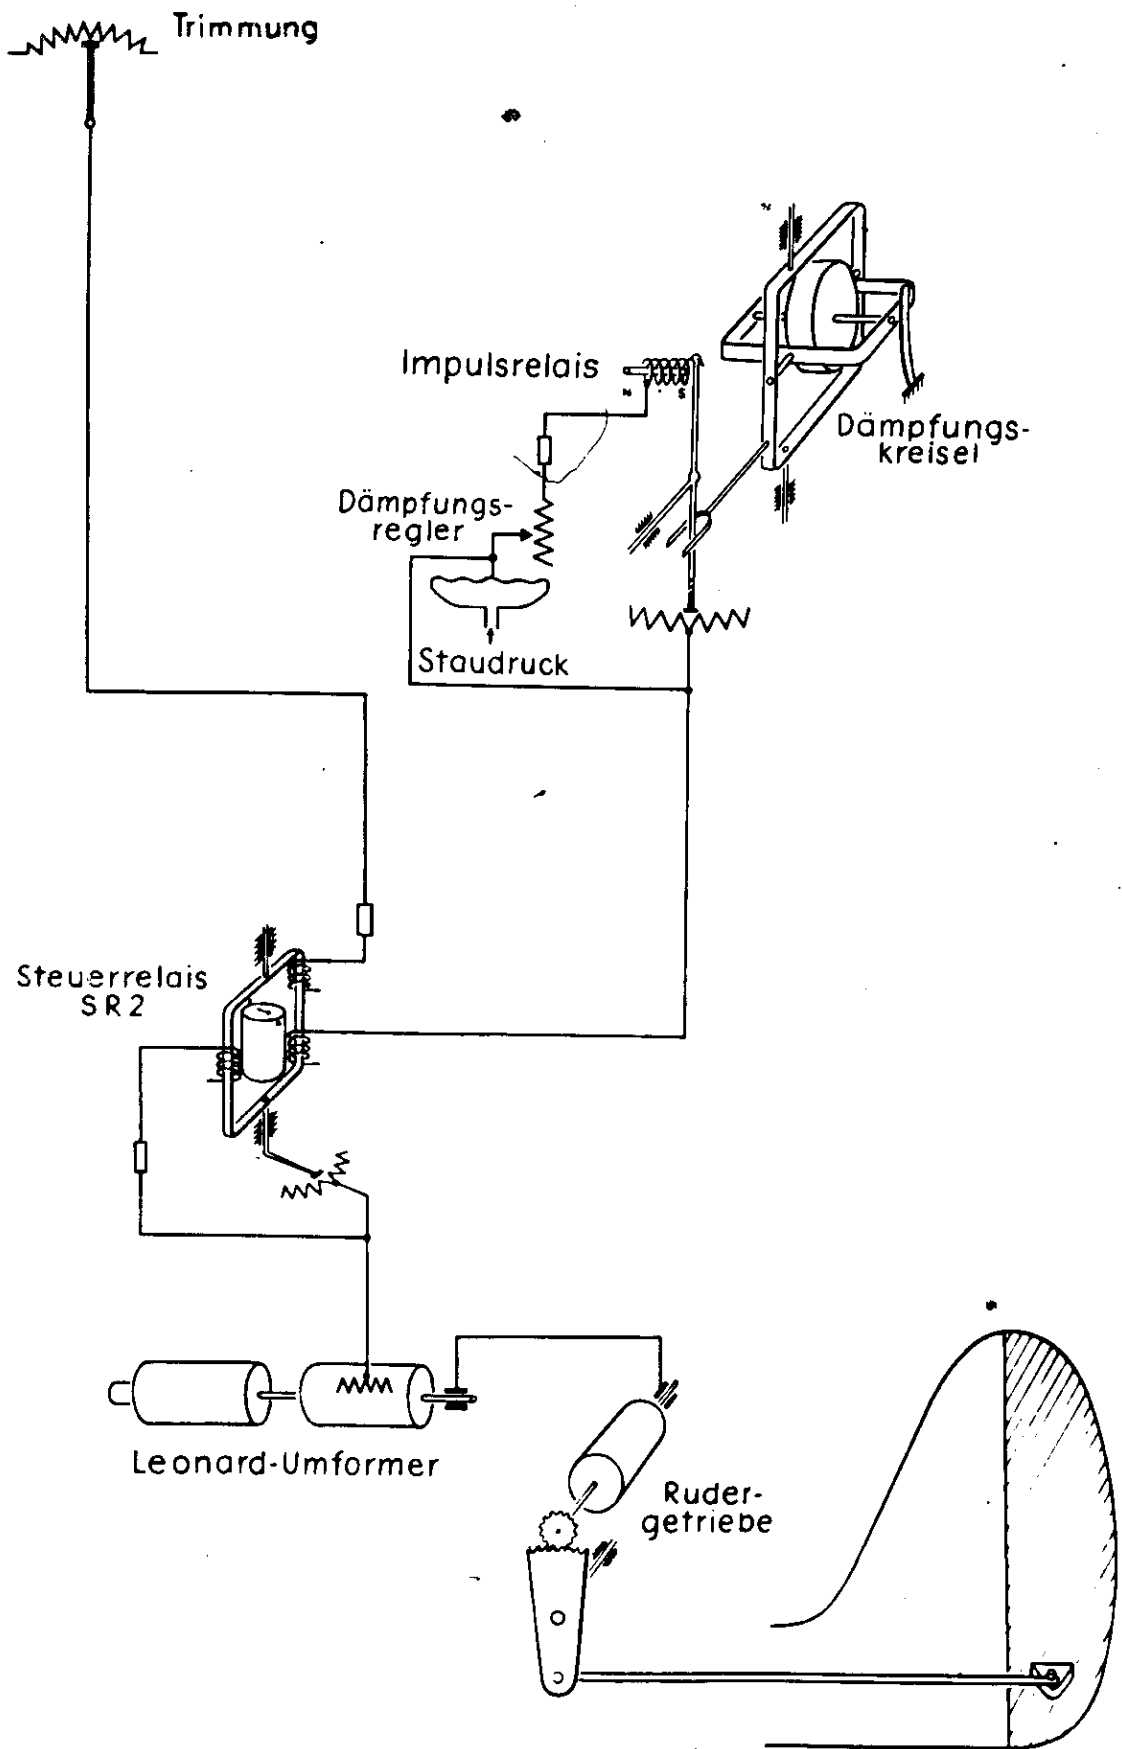 Trimmung
Impulsrelais
N S
Dämpfungs-
kreisel
Dämpfungs-
regler
Staudruck
Steuerrelais
SR2
Leonard-Umformer
Ruder-
getriebe